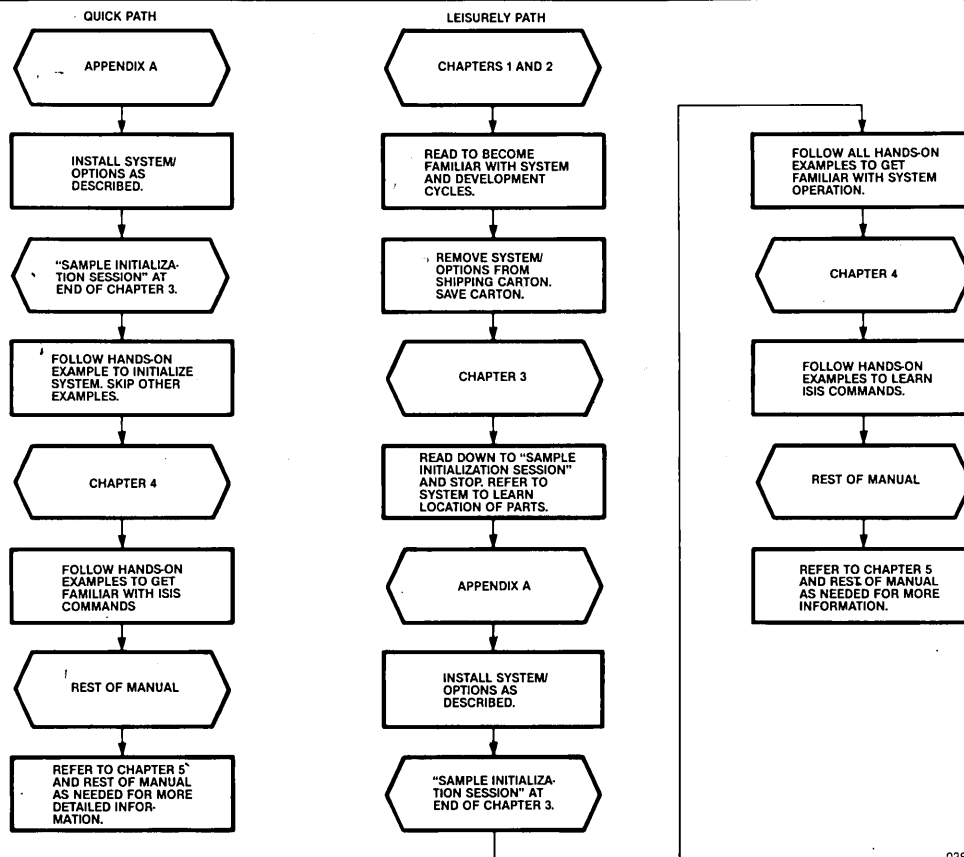 QUICK PATH
APPENDIX A
INSTALL SYSTEM/
OPTIONS AS
DESCRIBED.
"SAMPLE INITIALIZA-
TION SESSION" AT
END OF CHAPTER 3.
FOLLOW HANDS-ON
EXAMPLE TO INITIALIZE
SYSTEM. SKIP OTHER
EXAMPLES.
CHAPTER 4
FOLLOW HANDS-ON
EXAMPLES TO GET
FAMILIAR WITH ISIS
COMMANDS
REST OF MANUAL
REFER TO CHAPTER 5
AND REST OF MANUAL
AS NEEDED FOR MORE
DETAILED INFOR-
MATION.
LEISURELY PATH
CHAPTERS 1 AND 2
READ TO BECOME
FAMILIAR WITH SYSTEM
AND DEVELOPMENT
CYCLES.
REMOVE SYSTEM/
OPTIONS FROM
SHIPPING CARTON.
SAVE CARTON.
CHAPTER 3
READ DOWN TO "SAMPLE
INITIALIZATION SESSION"
AND STOP. REFER TO
SYSTEM TO LEARN
LOCATION OF PARTS.
APPENDIX A
INSTALL SYSTEM/
OPTIONS AS
DESCRIBED.
"SAMPLE INITIALIZA-
TION SESSION" AT
END OF CHAPTER 3.
FOLLOW ALL HANDS-ON
EXAMPLES TO GET
FAMILIAR WITH SYSTEM
OPERATION.
CHAPTER 4
FOLLOW HANDS-ON
EXAMPLES TO LEARN
ISIS COMMANDS.
REST OF MANUAL
REFER TO CHAPTER 5
AND REST OF MANUAL
AS NEEDED FOR MORE
INFORMATION.